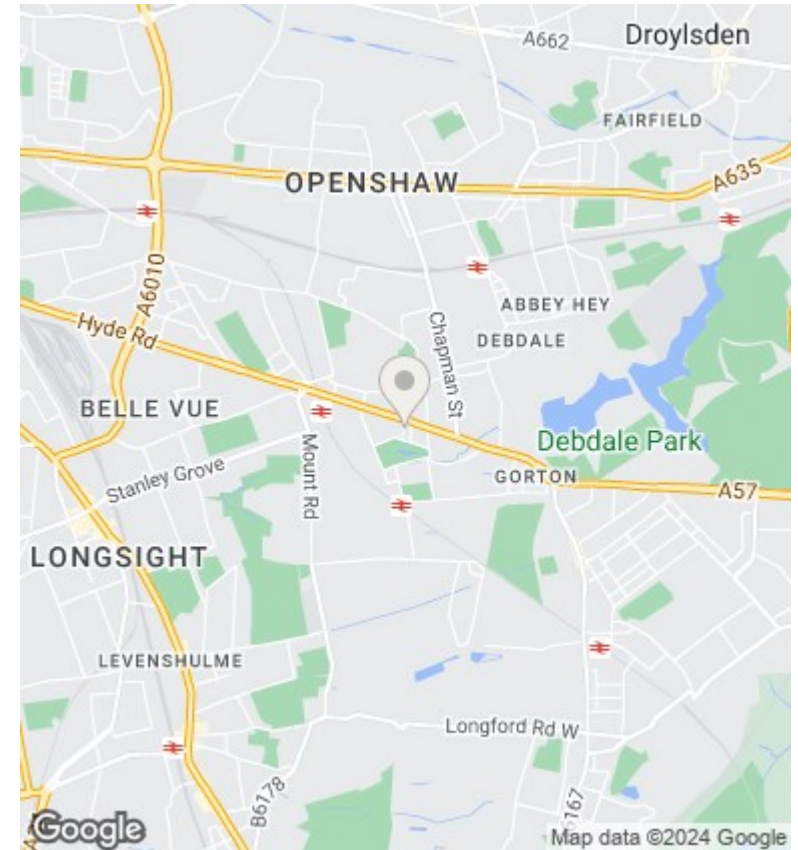 A662
Droylsden
FAIRFIELD
OPENSHAW
A635
A6010
ABBEY HEY
Hyde Rd
Chapman St
DEBDALE
BELLE VUE
Debdale Park
Stanley Grove
Mount Rd
GORTON
A57
LONGSIGHT
LEVENSHULME
Longford Rd W
B6178
Google
Map data ©2024 Google